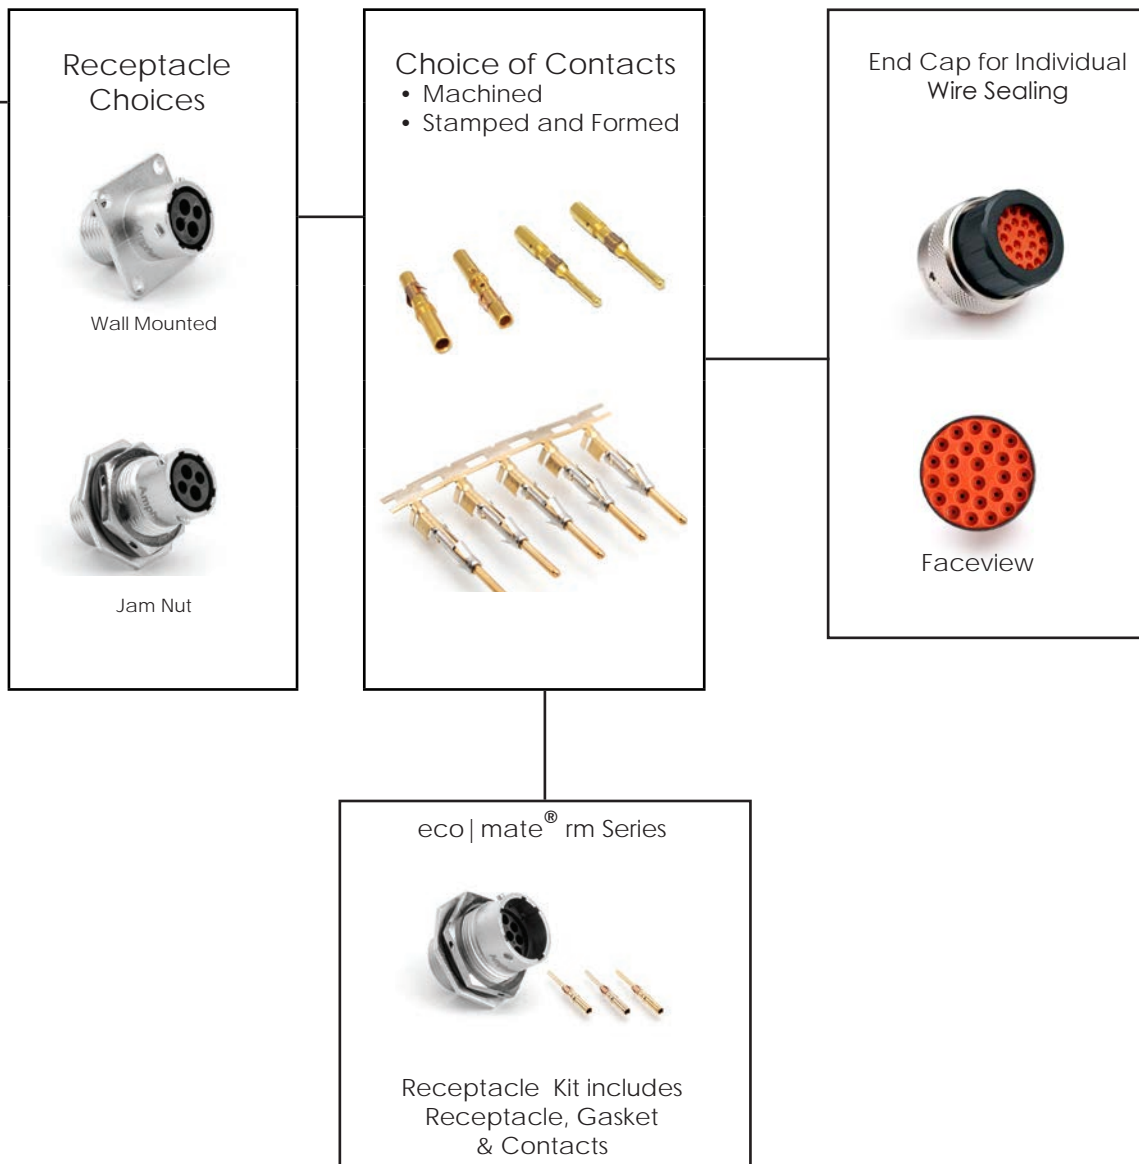 Receptacle
Choices
Wall Mounted
Jam Nut
Choice of Contacts
• Machined
• Stamped and Formed
End Cap for Individual
Wire Sealing
Faceview
eco|mate® rm Series
Receptacle Kit includes
Receptacle, Gasket
& Contacts